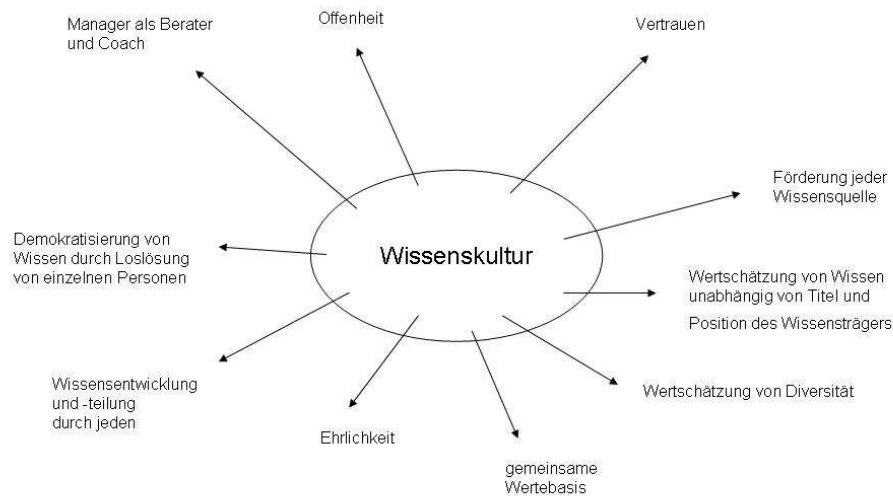 Manager als Berater
und Coach
Offenheit
Vertrauen
Förderung jeder
Wissensquelle
Demokratisierung von
Wissen durch Loslösung
von einzelnen Personen
Wissenskultur
Wertschätzung von Wissen
unabhängig von Titel und
Position des Wissensträgers
Wissensentwicklung
und -teilung
durch jeden
Ehrlichkeit
gemeinsame
Wertebasis
Wertschätzung von Diversität